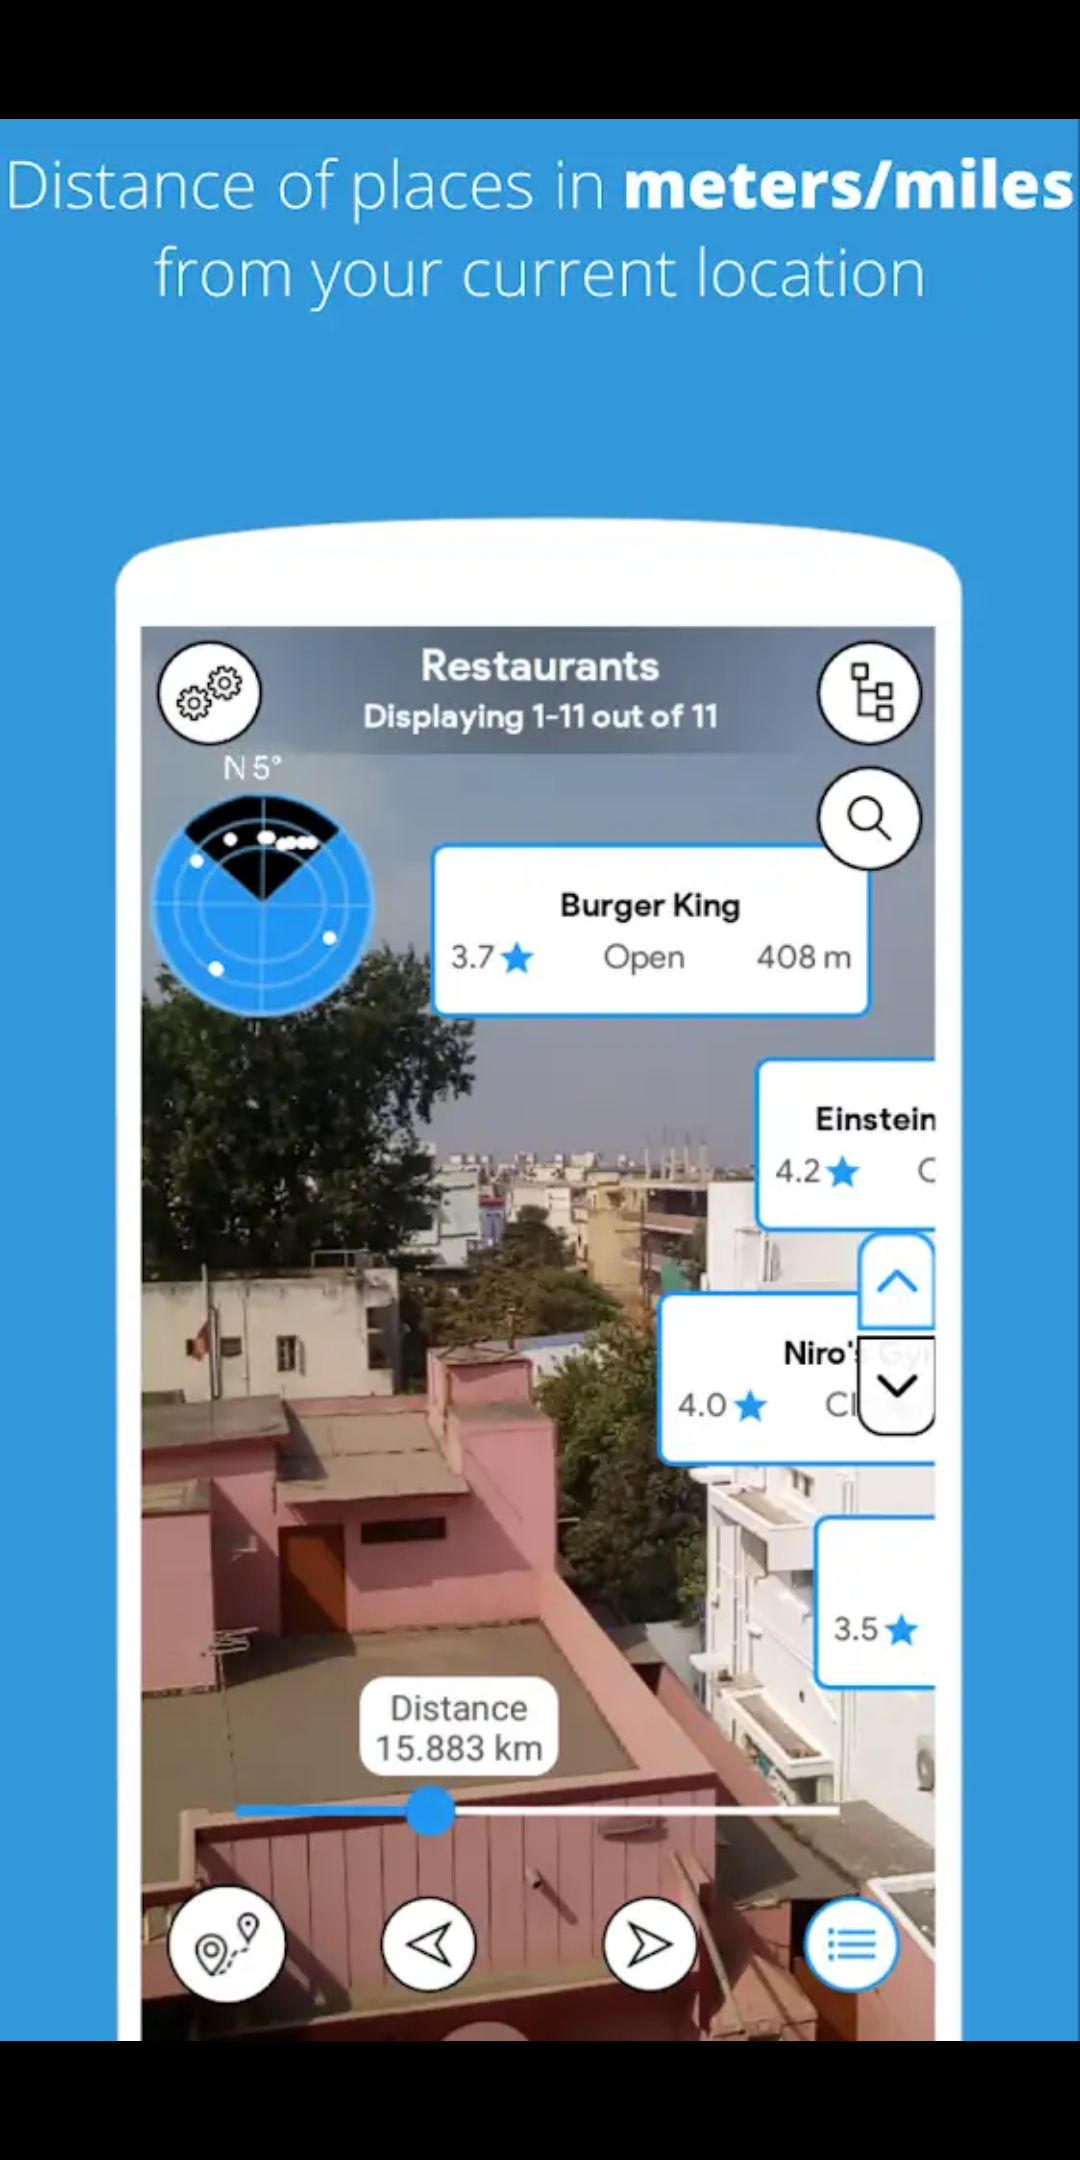 Distance of places in meters/miles
from your current location
Restaurants
Displaying 1-11 out of 11
N 5°
Burger King
3.7 Open 408 m
Einstein
4.2
Niro's
4.0 Cl
3.5
Distance
15.883 km